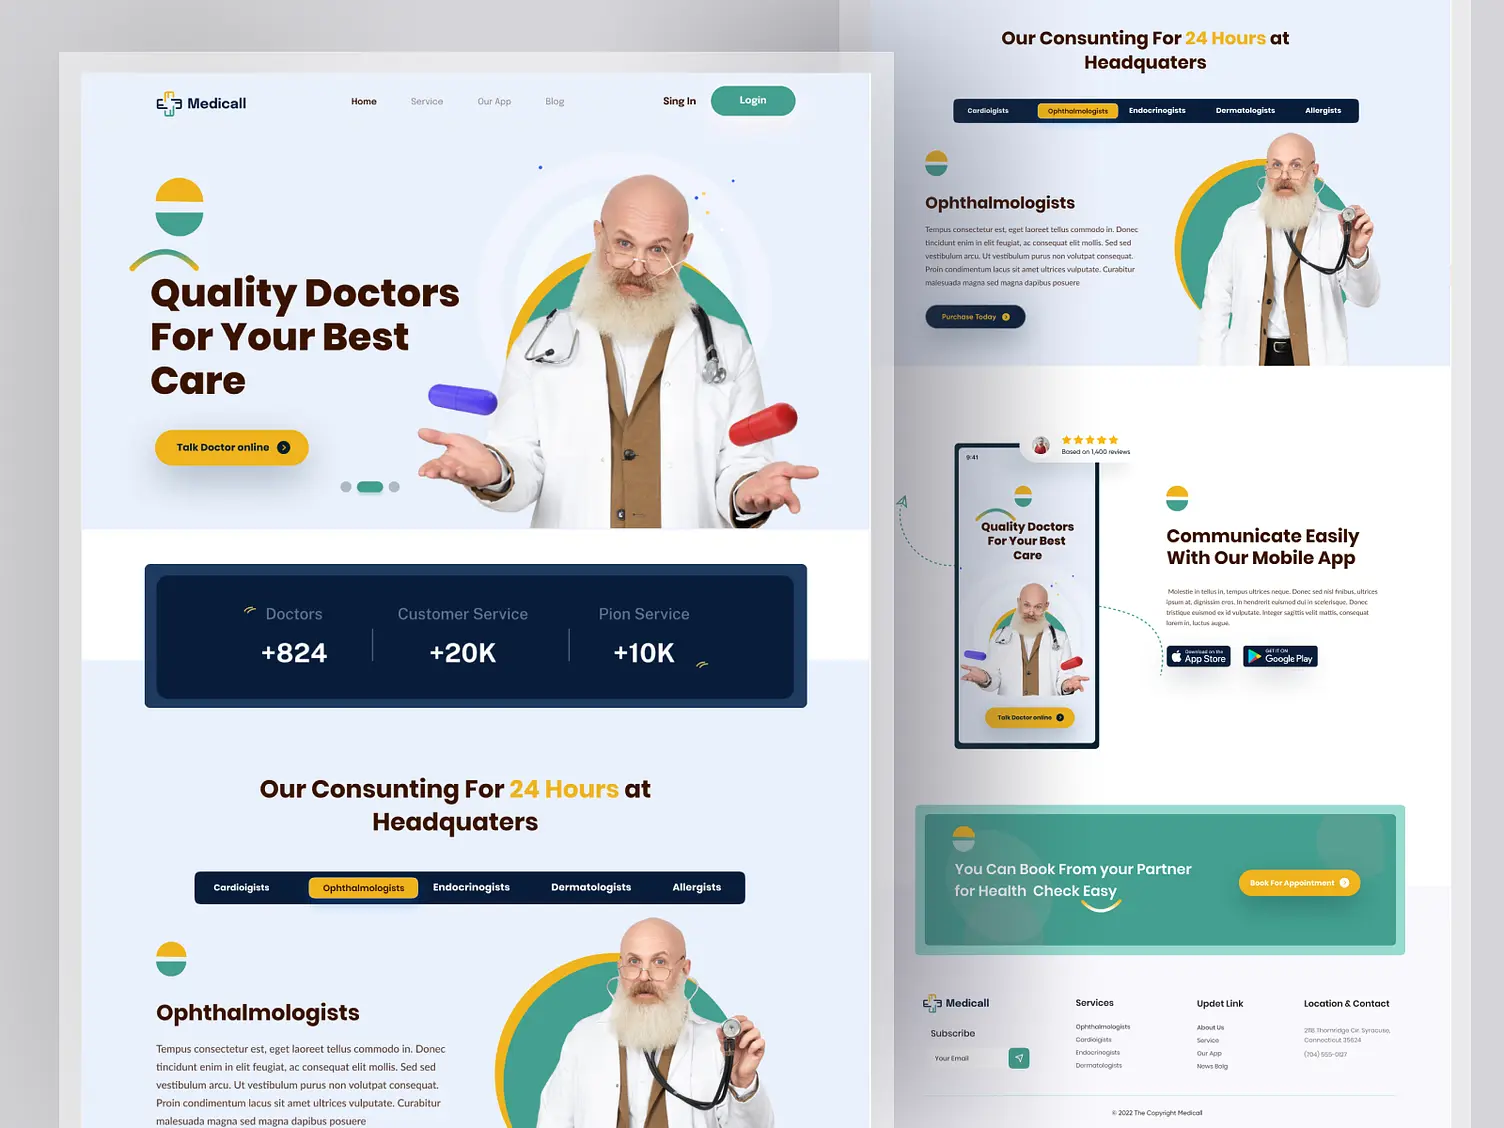 Medicall
Home Service Our App Blog
Sing In Login
Quality Doctors
For Your Best
Care
Talk Doctor online
Doctors Customer Service Pion Service
+824 +20K +10K
Our Consunting For 24 Hours at
Headquaters
Cardioigists Ophthalmologists Endocrinogists Dermatologists Allergists
Ophthalmologists
Tempus consectetur est, eget laoreet tellus commodo in. Donec
tincidunt enim in elit feugiat, ac consequat elit mollis. Sed sed
vestibulum arcu. Ut vestibulum purus non volutpat consequat.
Proin condimentum lacus sit amet ultrices vulputate. Curabitur
malesuada magna sed magna dapibus posuere
Our Consunting For 24 Hours at
Headquaters
Cardioigists Ophthalmologists Endocrinogists Dermatologists Allergists
Ophthalmologists
Tempus consectetur est, eget laoreet tellus commodo in. Donec
tincidunt enim in elit feugiat, ac consequat elit mollis. Sed sed
vestibulum arcu. Ut vestibulum purus non volutpat consequat.
Proin condimentum lacus sit amet ultrices vulputate. Curabitur
malesuada magna sed magna dapibus posuere
Purchase Today
Based on 1,400 reviews
9:41
Quality Doctors
For Your Best
Care
Talk Doctor online
Communicate Easily
With Our Mobile App
Molestie in tellus in, tempus ultrices neque. Donec sed nisl finibus, ultrices
ipsum at, dignissim eros. In hendrerit euismod dui in scelerisque. Donec
tristique euismod ex id vulputate. Integer sagittis velit mattis, consequat
lorem in, luctus augue.
Download on the GET IT ON
App Store Google Play
You Can Book From your Partner
for Health Check Easy
Book For Appointment
Medicall
Subscribe
Your Email
Services
Ophthalmologists
Cardioigists
Endocrinogists
Dermatologists
Updet Link
About Us
Service
Our App
News Bolg
Location & Contact
2118 Thornridge Cir. Syracuse,
Connecticut 35624
(704) 555-0127
© 2022 The Copyright Medicall